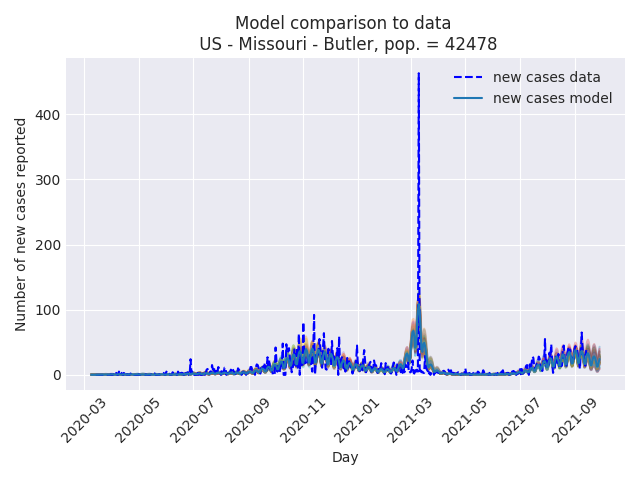 Model comparison to data
US - Missouri - Butler, pop. = 42478
new cases data
new cases model
Number of new cases reported
400
300
200
100
0
2020-03
2020-05
2020-07
2020-09
2020-11
2021-01
2021-03
2021-05
2021-07
2021-09
Day